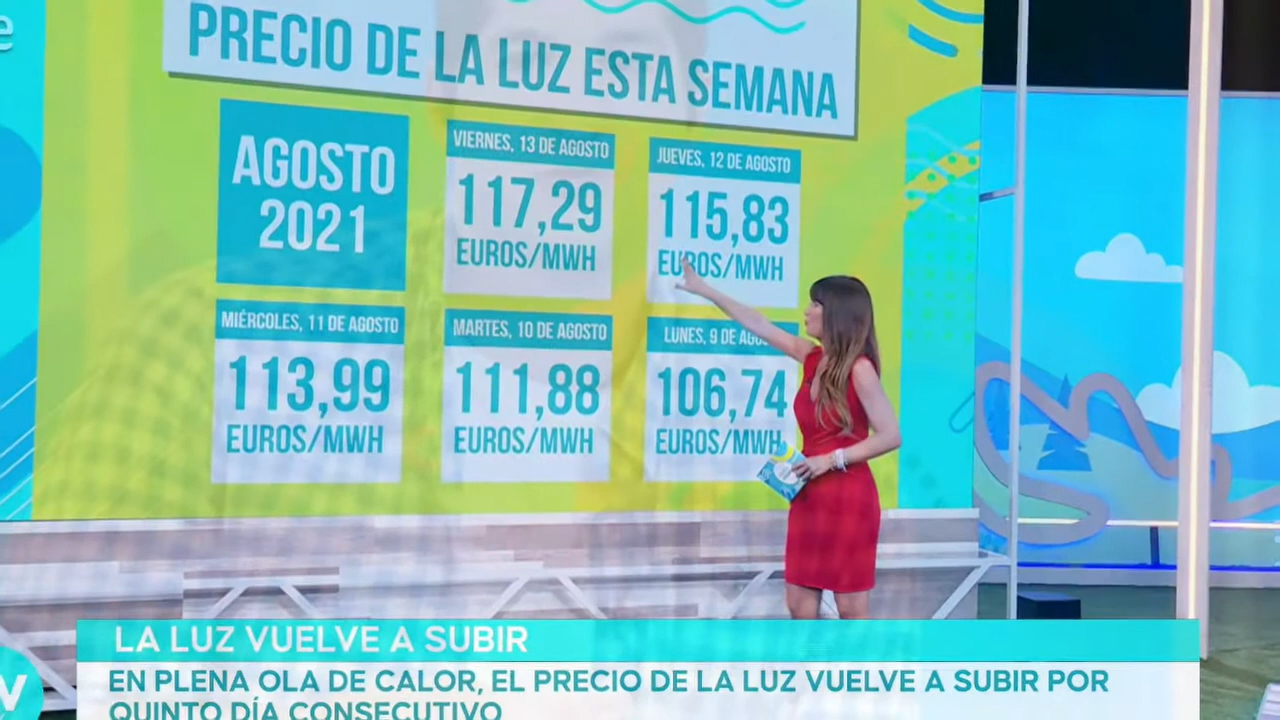 e
PRECIO DE LA LUZ ESTA SEMANA
AGOSTO
2021
VIERNES, 13 DE AGOSTO
117,29
EUROS/MWH
JUEVES, 12 DE AGOSTO
115,83
EUROS/MWH
MIÉRCOLES, 11 DE AGOSTO
113,99
EUROS/MWH
MARTES, 10 DE AGOSTO
111,88
EUROS/MWH
LUNES, 9 DE
106,74
EUROS/MWH
LA LUZ VUELVE A SUBIR
EN PLENA OLA DE CALOR, EL PRECIO DE LA LUZ VUELVE A SUBIR POR
QUINTO DÍA CONSECUTIVO
V